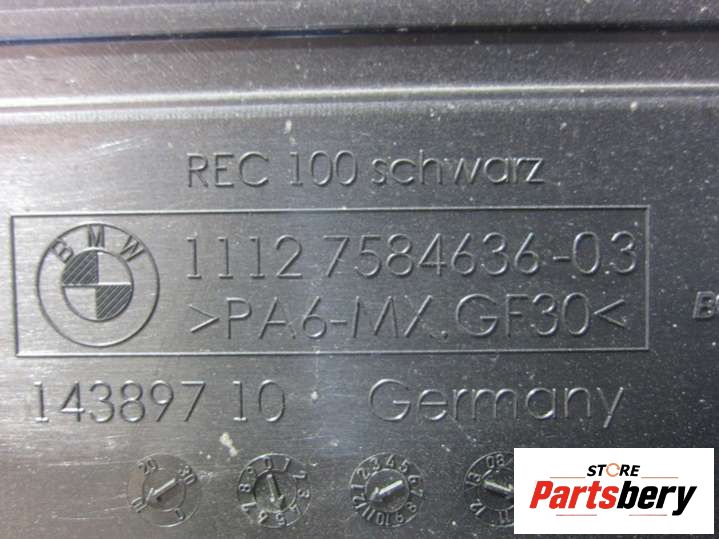 REC 100 schwarz
BMW
1112 7584636-03
>PA6-MX.GF30<
143897 10 Germany
STORE
Partsbery